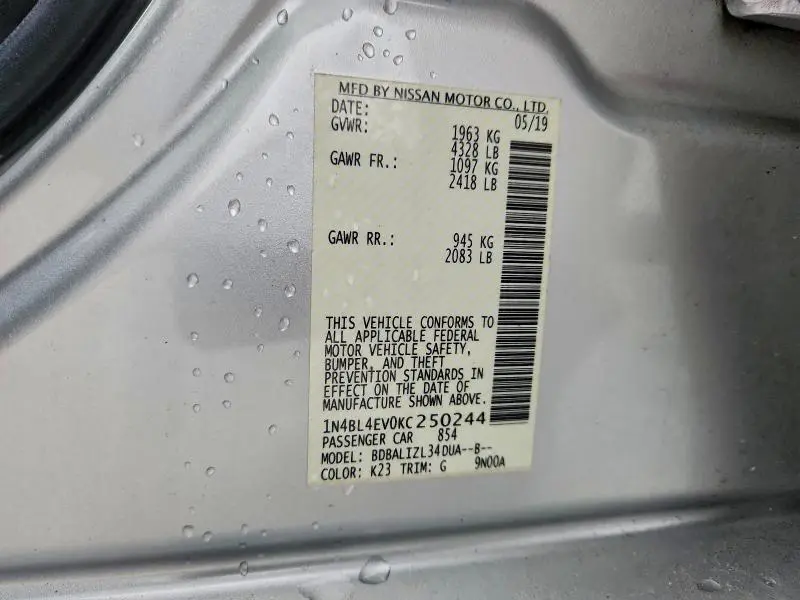 MFD BY NISSAN MOTOR CO., LTD.
DATE: 05/19
GVWR: 1963 KG
4328 LB
GAWR FR.: 1097 KG
2418 LB
GAWR RR.: 945 KG
2083 LB
THIS VEHICLE CONFORMS TO
ALL APPLICABLE FEDERAL
MOTOR VEHICLE SAFETY,
BUMPER, AND THEFT
PREVENTION STANDARDS IN
EFFECT ON THE DATE OF
MANUFACTURE SHOWN ABOVE.
1N4BL4EV0KC250244
PASSENGER CAR 854
MODEL: BDBALIZL34DUA--B--
COLOR: K23 TRIM: G 9N00A